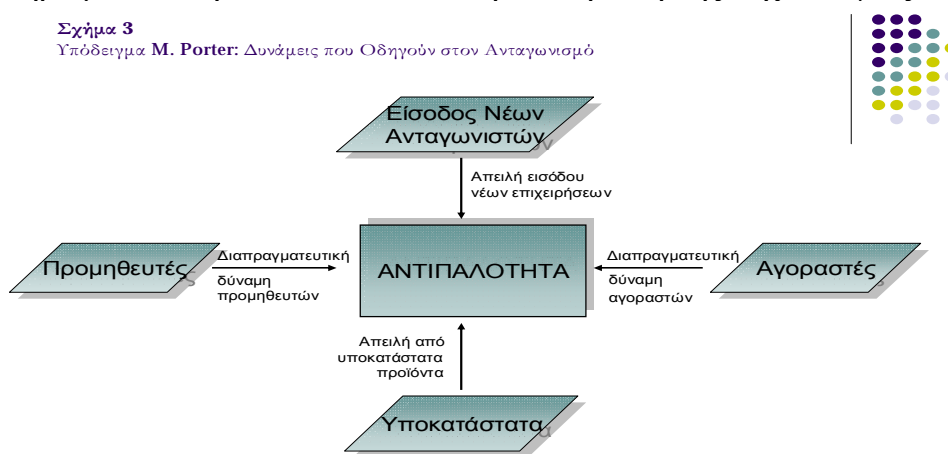 Σχήμα 3
Υπόδειγμα M. Porter: Δυνάμεις που Οδηγούν στον Ανταγωνισμό
Είσοδος Νέων
Ανταγωνιστών
Απειλή εισόδου
νέων επιχειρήσεων
Προμηθευτές
Διαπραγματευτική
δύναμη
προμηθευτών
ΑΝΤΙΠΑΛΟΤΗΤΑ
Διαπραγματευτική
δύναμη
αγοραστών
Αγοραστές
Απειλή από
υποκατάστατα
προϊόντα
Υποκατάστατα